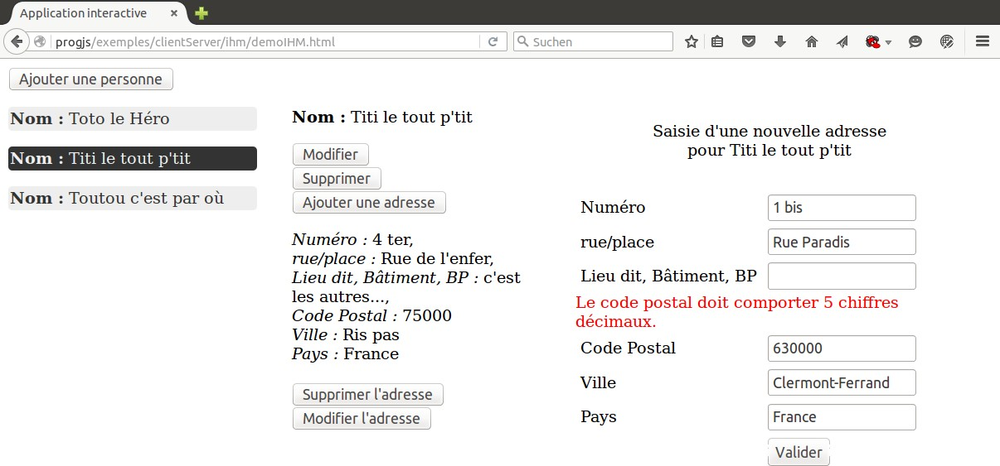 Application interactive
progjs/exemples/clientServer/ihm/demoIHM.html
Suchen
Ajouter une personne
Nom : Toto le Héro
Nom : Titi le tout p'tit
Nom : Toutou c'est par où
Nom : Titi le tout p'tit
Modifier
Supprimer
Ajouter une adresse
Numéro : 4 ter,
rue/place : Rue de l'enfer,
Lieu dit, Bâtiment, BP : c'est
les autres...,
Code Postal : 75000
Ville : Ris pas
Pays : France
Supprimer l'adresse
Modifier l'adresse
Saisie d'une nouvelle adresse
pour Titi le tout p'tit
Numéro 1 bis
rue/place Rue Paradis
Lieu dit, Bâtiment, BP
Le code postal doit comporter 5 chiffres
décimaux.
Code Postal 630000
Ville Clermont-Ferrand
Pays France
Valider